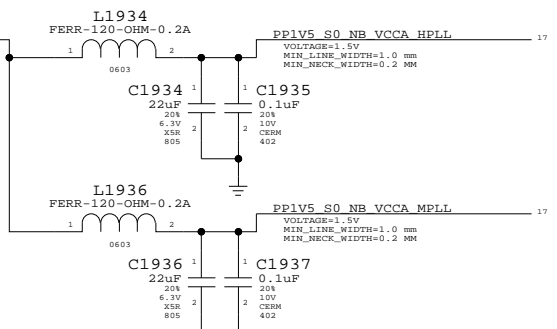 L1934
FERR-120-OHM-0.2A
1 2
0603
PP1V5_S0_NB_VCCA_HPLL 17
VOLTAGE=1.5V
MIN_LINE_WIDTH=1.0 mm
MIN_NECK_WIDTH=0.2 MM
C1934 1
22uF
20%
6.3V
X5R 2
805
1 C1935
0.1uF
20%
10V
2 CERM
402
L1936
FERR-120-OHM-0.2A
1 2
0603
PP1V5_S0_NB_VCCA_MPLL 17
VOLTAGE=1.5V
MIN_LINE_WIDTH=1.0 mm
MIN_NECK_WIDTH=0.2 MM
C1936 1
22uF
20%
6.3V
X5R 2
805
1 C1937
0.1uF
20%
10V
2 CERM
402